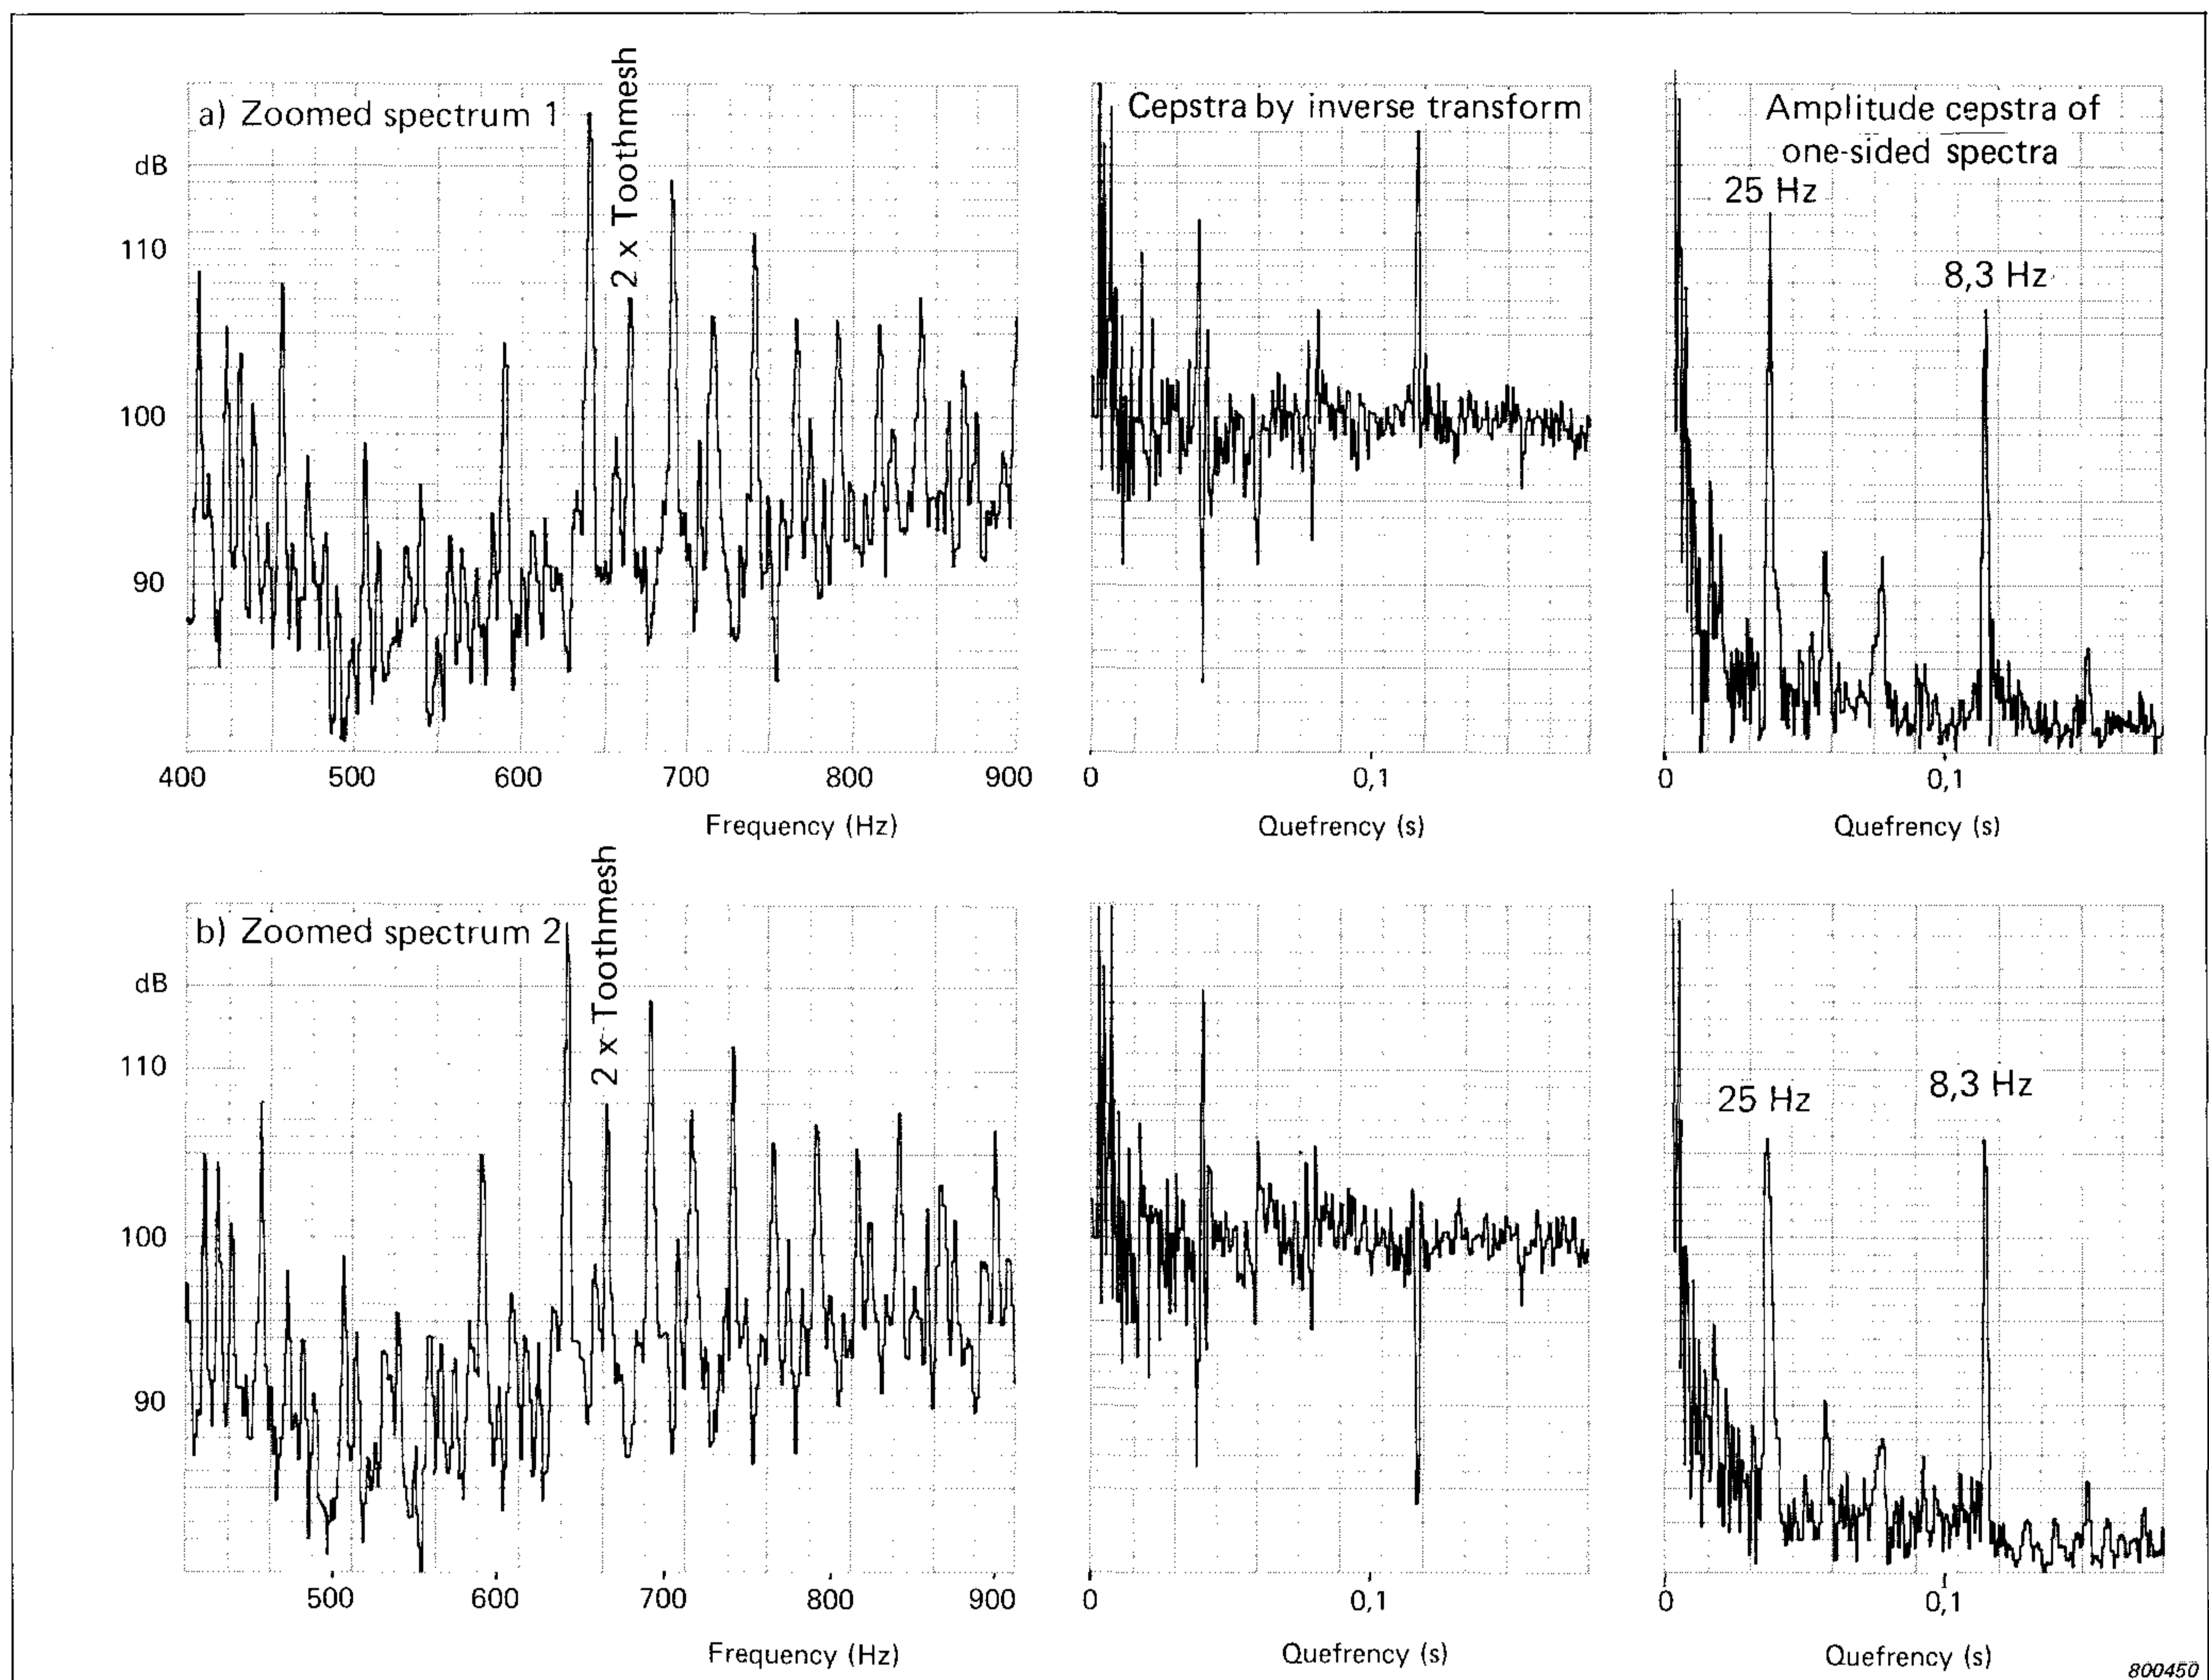 a) Zoomed spectrum 1
2 x Toothmesh
dB
110
100
90
400 500 600 700 800 900
Frequency (Hz)
Cepstra by inverse transform
0 0,1
Quefrency (s)
Amplitude cepstra of
one-sided spectra
25 Hz
8,3 Hz
0 0,1
Quefrency (s)
b) Zoomed spectrum 2
2 x Toothmesh
dB
110
100
90
500 600 700 800 900
Frequency (Hz)
0 0,1
Quefrency (s)
25 Hz
8,3 Hz
0 0,1
Quefrency (s)
800450